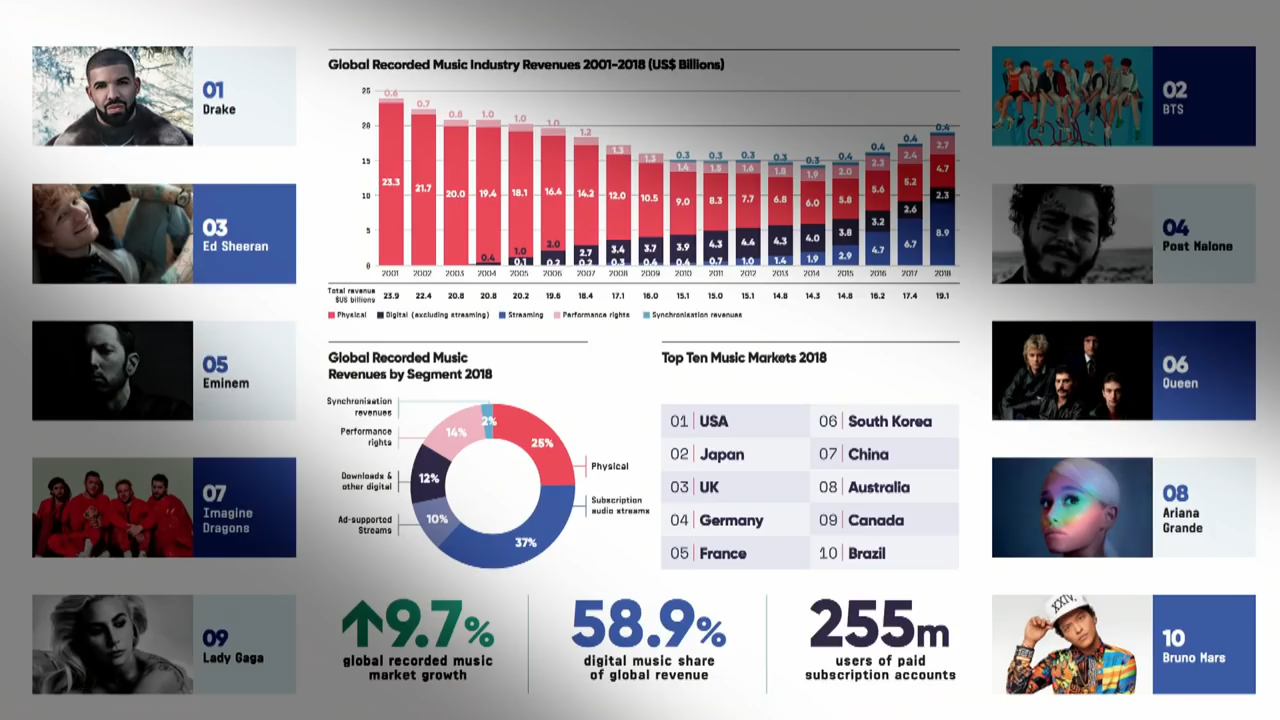 01
Drake
03
Ed Sheeran
05
Eminem
07
Imagine
Dragons
09
Lady Gaga
Global Recorded Music Industry Revenues 2001-2018 (US$ Billions)
25
20
15
10
5
0
0.6 0.7 0.8 1.0 1.0 1.0 1.2 1.3 1.3 0.3 0.3 0.3 0.3 0.3 0.4 0.4 0.4 0.4
1.4 1.5 1.6 1.8 1.9 2.0 2.3 2.4 2.7
23.3 21.7 20.0 19.4 18.1 16.4 14.2 12.0 10.5 9.0 8.3 7.7 6.8 6.0 5.8 5.6 5.2 4.7
0.4 1.0 2.0 2.7 3.4 3.7 3.9 4.3 4.4 4.3 4.0 3.8 3.2 2.6 2.3
0.1 0.2 0.2 0.3 0.4 0.4 0.7 1.0 1.4 1.9 2.9 4.7 6.7 8.9
2001 2002 2003 2004 2005 2006 2007 2008 2009 2010 2011 2012 2013 2014 2015 2016 2017 2018
Total revenue
$US billions
23.9 22.4 20.8 20.8 20.2 19.6 18.4 17.1 16.0 15.1 15.0 15.1 14.8 14.3 14.8 16.2 17.4 19.1
Physical Digital (excluding streaming) Streaming Performance rights Synchronisation revenues
Global Recorded Music
Revenues by Segment 2018
Synchronisation
revenues
Performance
rights
Downloads &
other digital
Ad-supported
Streams
2%
14%
12%
10%
25%
37%
Physical
Subscription
audio streams
Top Ten Music Markets 2018
01 USA
02 Japan
03 UK
04 Germany
05 France
06 South Korea
07 China
08 Australia
09 Canada
10 Brazil
9.7%
global recorded music
market growth
58.9%
digital music share
of global revenue
255m
users of paid
subscription accounts
02
BTS
04
Post Malone
06
Queen
08
Ariana
Grande
XXIV
10
Bruno Mars